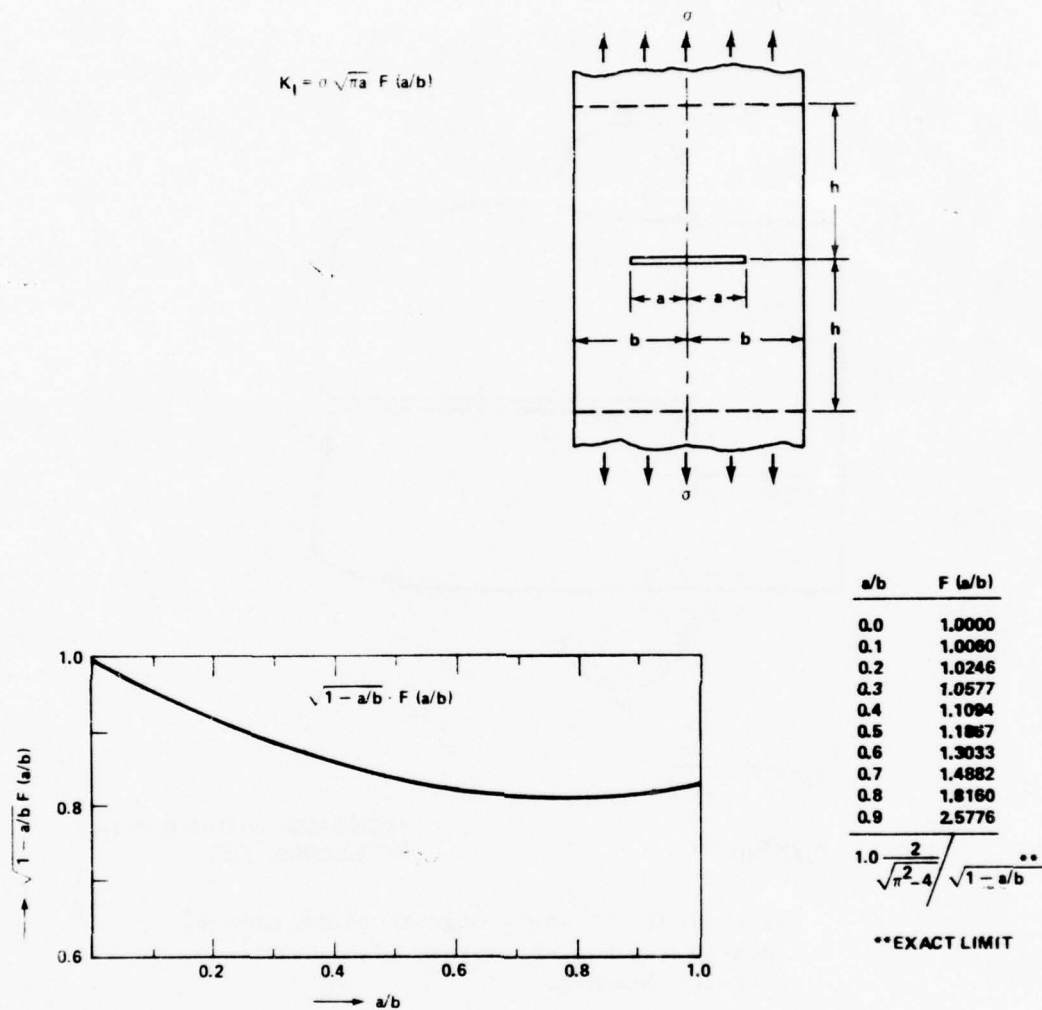 σ
K_I = σ √πa F (a/b)
h
a a
h
b b
σ
a/b F (a/b)
0.0 1.0000
0.1 1.0060
0.2 1.0246
0.3 1.0577
0.4 1.1094
0.5 1.1867
0.6 1.3033
0.7 1.4882
0.8 1.8160
0.9 2.5776
1.0 2/√π²-4 / √1 - a/b **
**EXACT LIMIT
1.0
√1 - a/b · F (a/b)
0.8
√1 - a/b F (a/b)
0.6
0.2 0.4 0.6 0.8 1.0
a/b